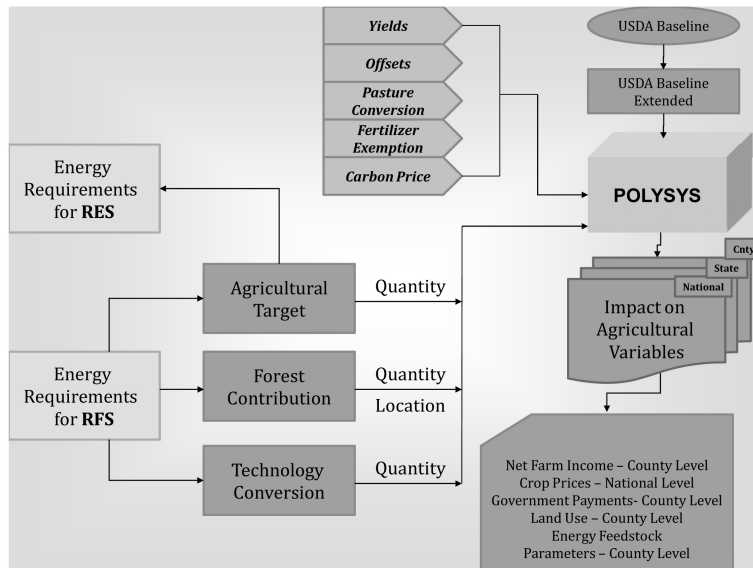 Yields
Offsets
Pasture
Conversion
Fertilizer
Exemption
Carbon Price
USDA Baseline
USDA Baseline
Extended
POLYSYS
Energy
Requirements
for RES
Agricultural
Target
Quantity
Energy
Requirements
for RFS
Forest
Contribution
Quantity
Location
Technology
Conversion
Quantity
Cnty
State
National
Impact on
Agricultural
Variables
Net Farm Income – County Level
Crop Prices – National Level
Government Payments- County Level
Land Use – County Level
Energy Feedstock
Parameters – County Level